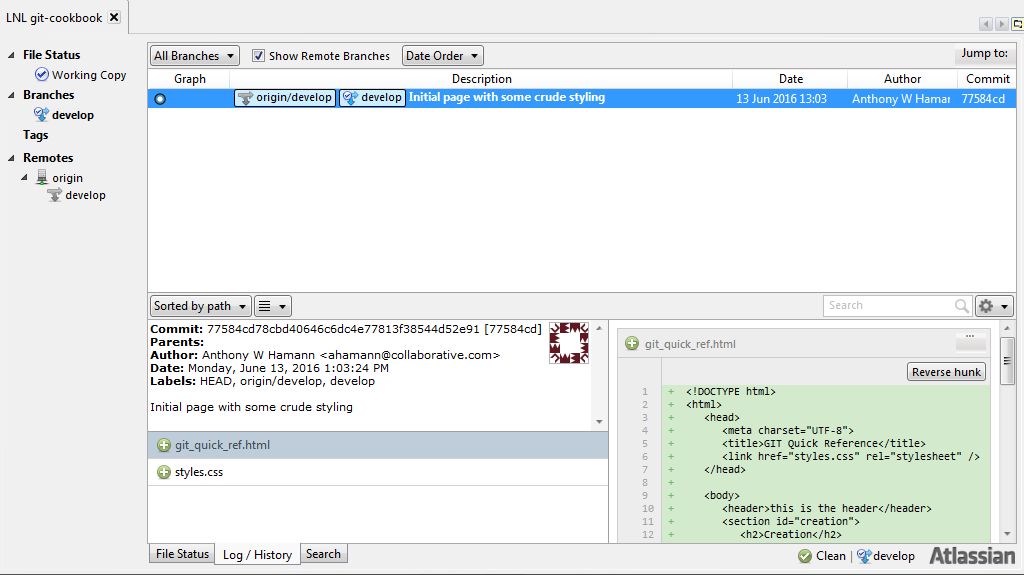 LNL git-cookbook
File Status
Working Copy
Branches
develop
Tags
Remotes
origin
develop
All Branches
Show Remote Branches
Date Order
Jump to:
Graph Description Date Author Commit
origin/develop develop Initial page with some crude styling 13 Jun 2016 13:03 Anthony W Hamar 77584cd
Sorted by path
Search
Commit: 77584cd78cbd40646c6dc4e77813f38544d52e91 [77584cd]
Parents:
Author: Anthony W Hamann <ahamann@collaborative.com>
Date: Monday, June 13, 2016 1:03:24 PM
Labels: HEAD, origin/develop, develop
Initial page with some crude styling
git_quick_ref.html
styles.css
git_quick_ref.html
...
Reverse hunk
1 + <!DOCTYPE html>
2 + <html>
3 + <head>
4 + <meta charset="UTF-8">
5 + <title>GIT Quick Reference</title>
6 + <link href="styles.css" rel="stylesheet" />
7 + </head>
8 +
9 + <body>
10 + <header>this is the header</header>
11 + <section id="creation">
12 + <h2>Creation</h2>
File Status Log / History Search
Clean develop Atlassian